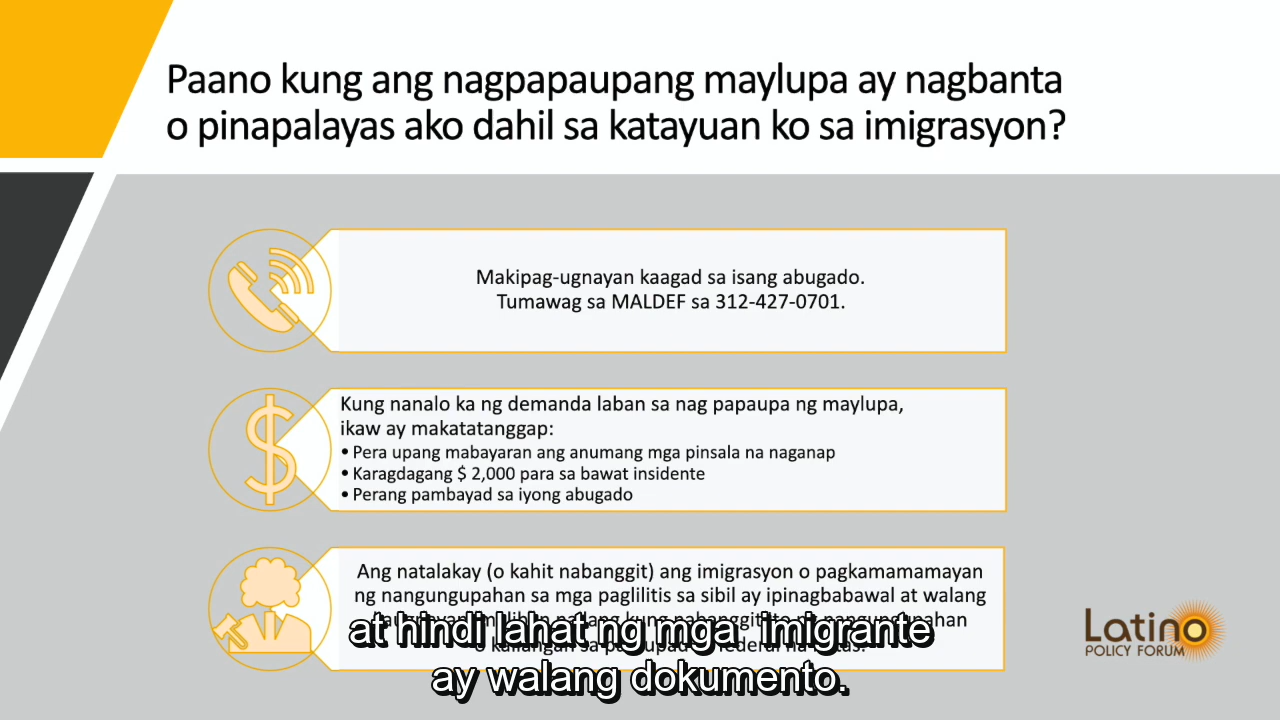 Paano kung ang nagpapaupang maylupa ay nagbanta
o pinapalayas ako dahil sa katayuan ko sa imigrasyon?
Makipag-ugnayan kaagad sa isang abugado.
Tumawag sa MALDEF sa 312-427-0701.
Kung nanalo ka ng demanda laban sa nag papaupa ng maylupa,
ikaw ay makatatanggap:
• Pera upang mabayaran ang anumang mga pinsala na naganap
• Karagdagang $ 2,000 para sa bawat insidente
• Perang pambayad sa iyong abugado
Ang natalakay (o kahit nabanggit) ang imigrasyon o pagkamamamayan
ng nangungupahan sa mga paglilitis sa sibil ay ipinagbabawal at walang
at hindi lahat ng mga imigrante
ay walang dokumento.
Latino
POLICY FORUM